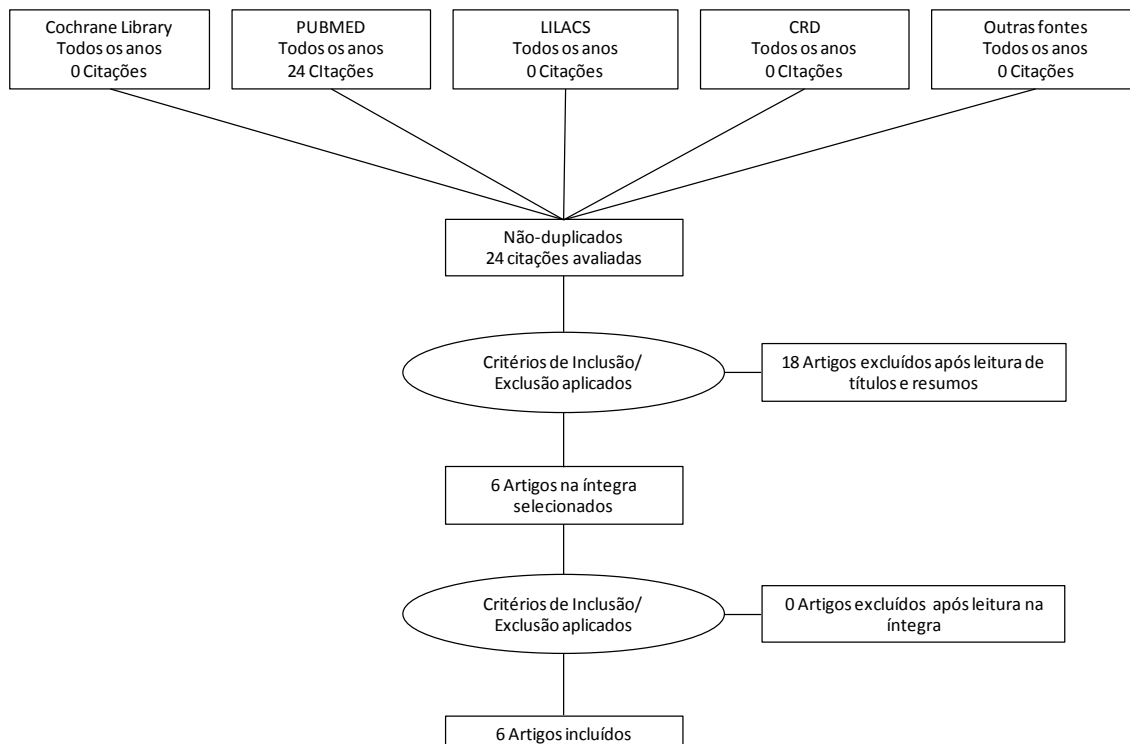 Cochrane Library
Todos os anos
0 Citações
PUBMED
Todos os anos
24 CItações
LILACS
Todos os anos
0 Citações
CRD
Todos os anos
0 CItações
Outras fontes
Todos os anos
0 Citações
Não-duplicados
24 citações avaliadas
Critérios de Inclusão/
Exclusão aplicados
18 Artigos excluídos após leitura de
títulos e resumos
6 Artigos na íntegra
selecionados
Critérios de Inclusão/
Exclusão aplicados
0 Artigos excluídos após leitura na
íntegra
6 Artigos incluídos